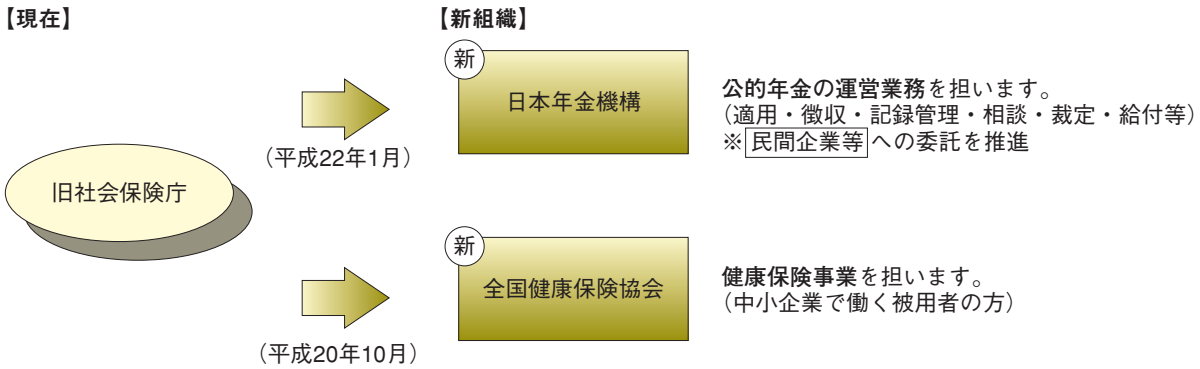 【現在】
【新組織】
旧社会保険庁
（平成22年1月）
新
日本年金機構
公的年金の運営業務を担います。
（適用・徴収・記録管理・相談・裁定・給付等）
※民間企業等への委託を推進
（平成20年10月）
新
全国健康保険協会
健康保険事業を担います。
（中小企業で働く被用者の方）